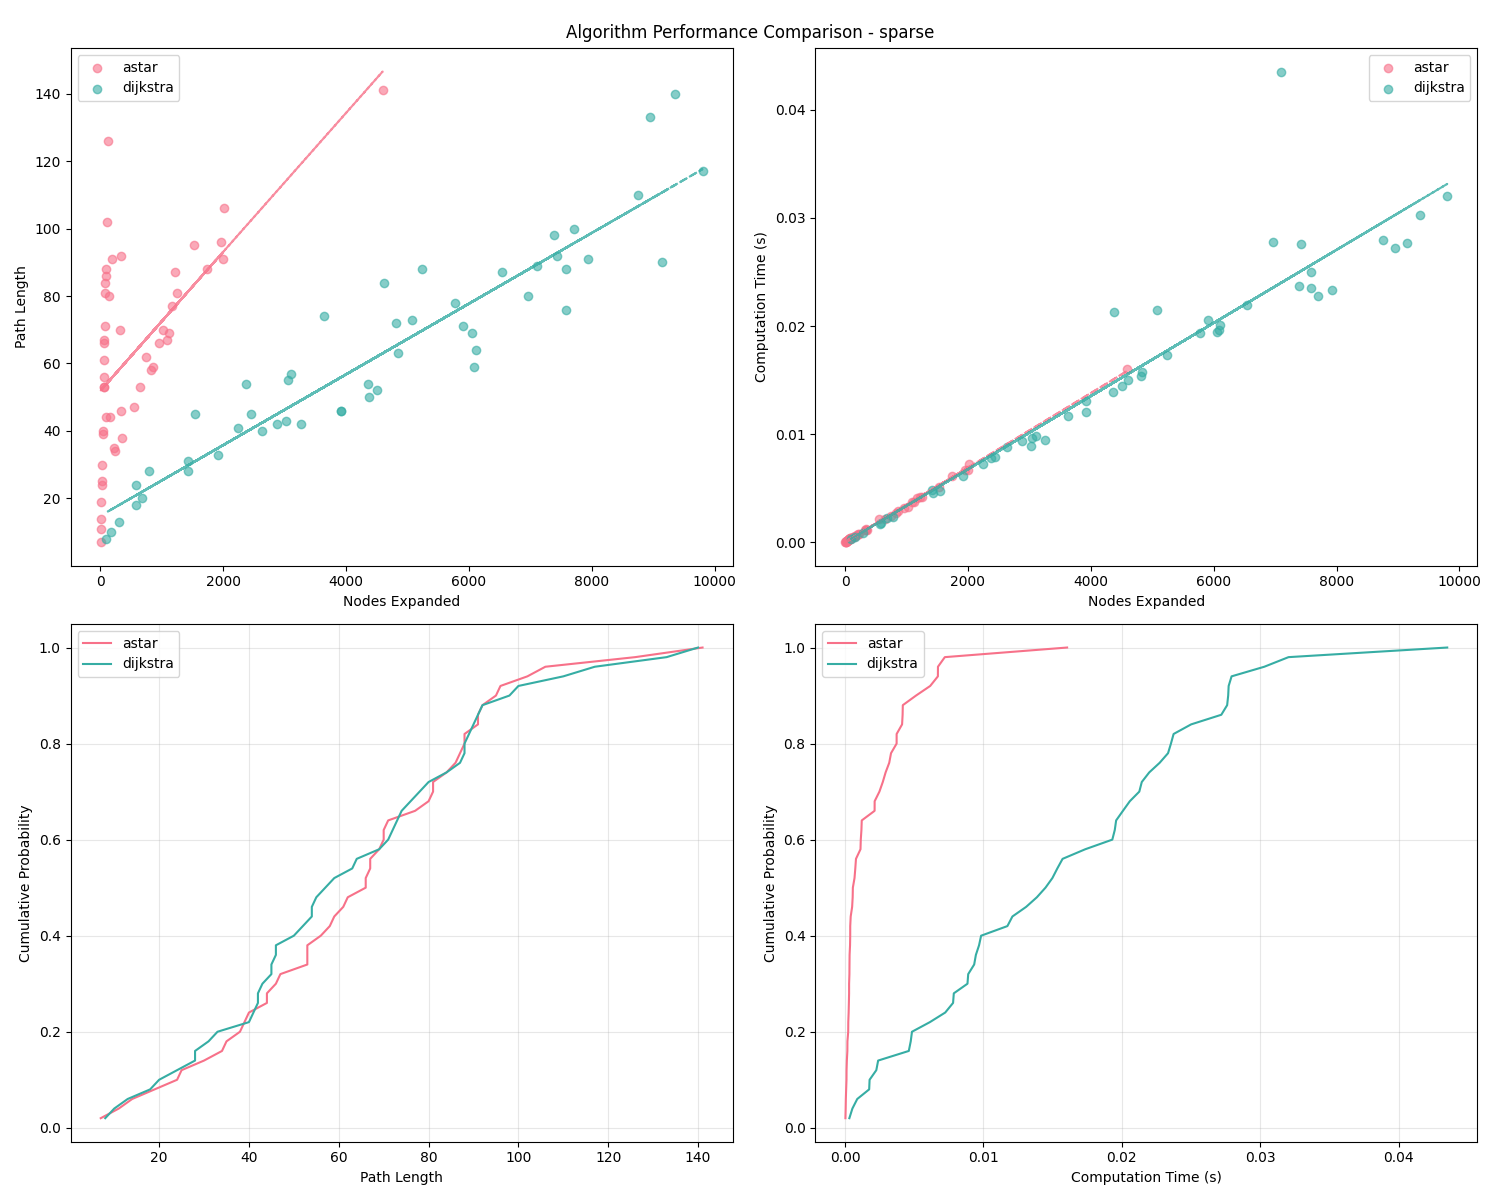 Algorithm Performance Comparison - sparse
astar
dijkstra
140
120
100
80
60
40
20
Path Length
0
2000
4000
6000
8000
10000
Nodes Expanded
astar
dijkstra
0.04
0.03
0.02
0.01
0.00
Computation Time (s)
0
2000
4000
6000
8000
10000
Nodes Expanded
astar
dijkstra
1.0
0.8
0.6
0.4
0.2
0.0
Cumulative Probability
20
40
60
80
100
120
140
Path Length
astar
dijkstra
1.0
0.8
0.6
0.4
0.2
0.0
Cumulative Probability
0.00
0.01
0.02
0.03
0.04
Computation Time (s)